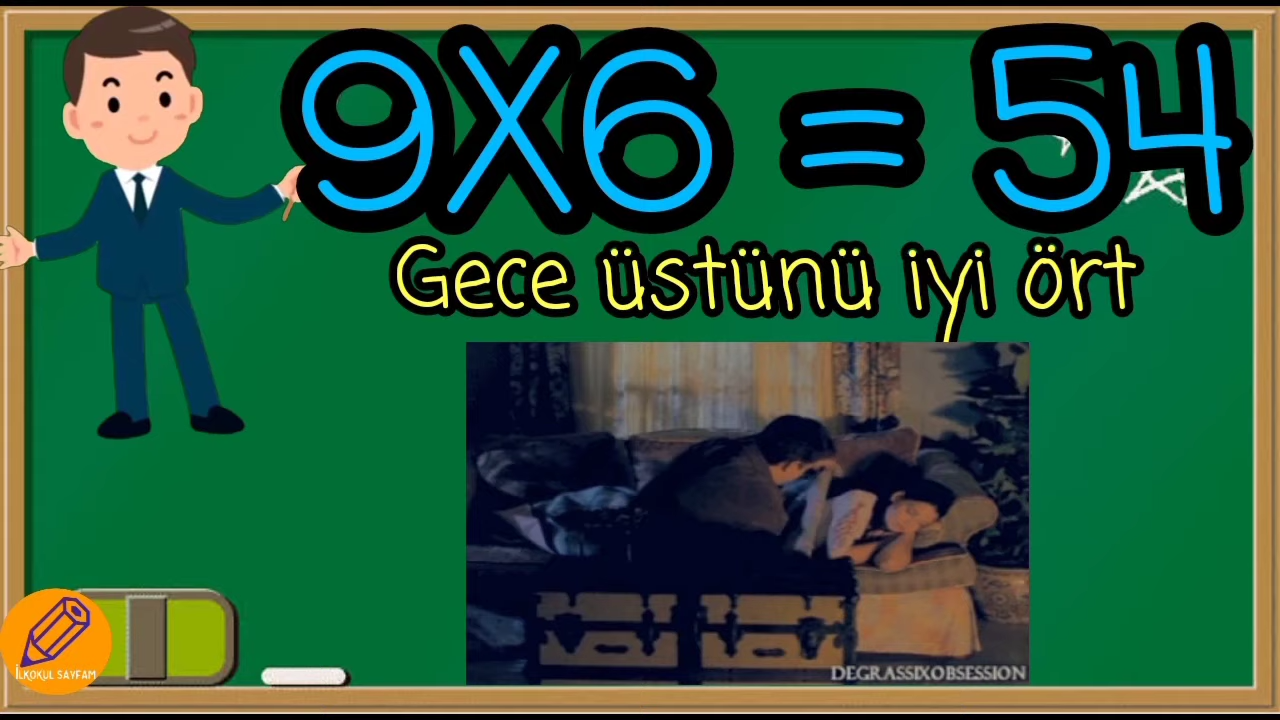 9X6 = 54
Gece üstünü iyi ört
DEGRASSIXOBSESSION
İLKOKUL SAYFAM